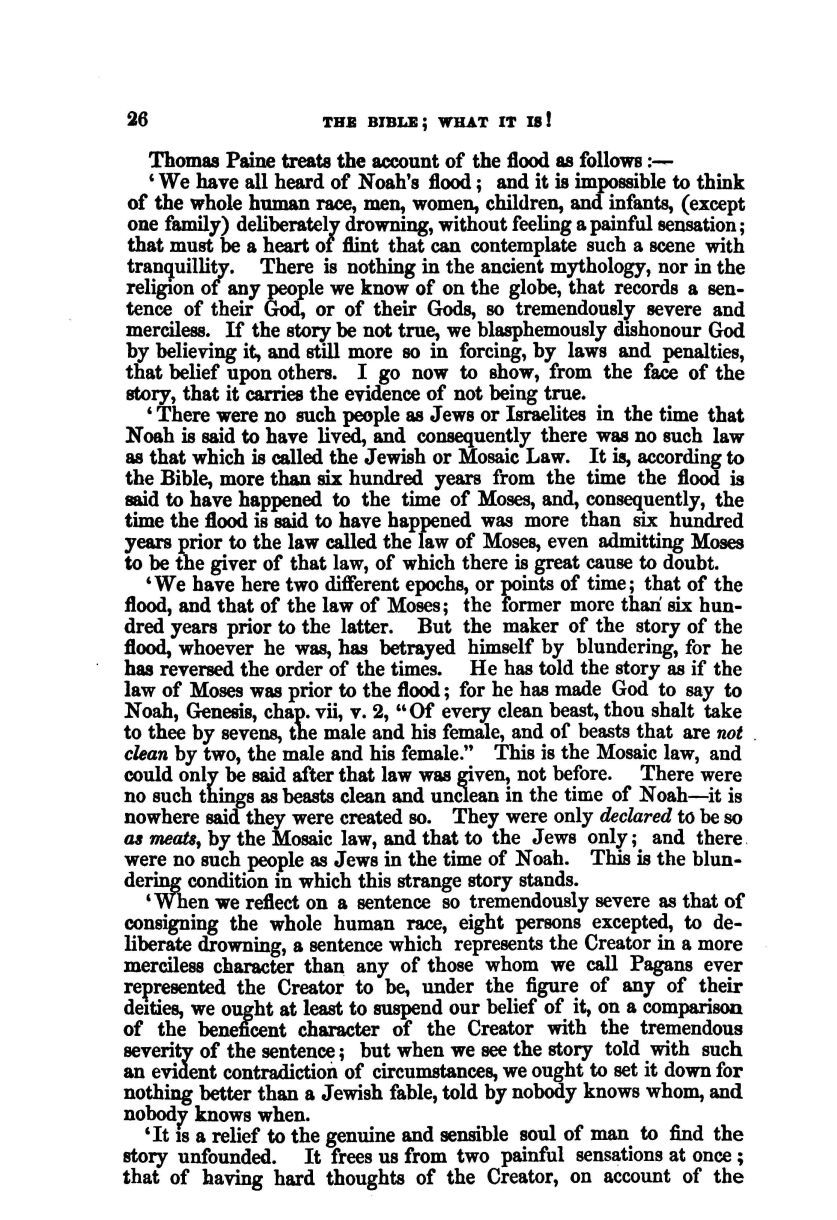 26 THE BIBLE; WHAT IT IS!
Thomas Paine treats the account of the flood as follows :—
‘We have all heard of Noah's flood; and it is impossible to think
of the whole human race, men, women, children, and infants, (except
one family) deliberately drowning, without feeling a painful sensation;
that must be a heart of flint that can contemplate such a scene with
tranquillity. There is nothing in the ancient mythology, nor in the
religion of any people we know of on the globe, that records a sen-
tence of their God, or of their Gods, so tremendously severe and
merciless. If the story be not true, we blasphemously dishonour God
by believing it, and still more so in forcing, by laws and penalties,
that belief upon others. I go now to show, from the face of the
story, that it carries the evidence of not being true.
‘There were no such people as Jews or Israelites in the time that
Noah is said to have lived, and consequently there was no such law
as that which is called the Jewish or Mosaic Law. It is, according to
the Bible, more than six hundred years from the time the flood is
said to have happened to the time of Moses, and, consequently, the
time the flood is said to have happened was more than six hundred
years prior to the law called the law of Moses, even admitting Moses
to be the giver of that law, of which there is great cause to doubt.
‘We have here two different epochs, or points of time; that of the
flood, and that of the law of Moses; the former more than six hun-
dred years prior to the latter. But the maker of the story of the
flood, whoever he was, has betrayed himself by blundering, for he
has reversed the order of the times. He has told the story as if the
law of Moses was prior to the flood; for he has made God to say to
Noah, Genesis, chap. vii, v. 2, “Of every clean beast, thou shalt take
to thee by sevens, the male and his female, and of beasts that are not
clean by two, the male and his female.” This is the Mosaic law, and
could only be said after that law was given, not before. There were
no such things as beasts clean and unclean in the time of Noah—it is
nowhere said they were created so. They were only declared to be so
as meats, by the Mosaic law, and that to the Jews only; and there
were no such people as Jews in the time of Noah. This is the blun-
dering condition in which this strange story stands.
‘When we reflect on a sentence so tremendously severe as that of
consigning the whole human race, eight persons excepted, to de-
liberate drowning, a sentence which represents the Creator in a more
merciless character than any of those whom we call Pagans ever
represented the Creator to be, under the figure of any of their
deities, we ought at least to suspend our belief of it, on a comparison
of the beneficent character of the Creator with the tremendous
severity of the sentence; but when we see the story told with such
an evident contradiction of circumstances, we ought to set it down for
nothing better than a Jewish fable, told by nobody knows whom, and
nobody knows when.
‘It is a relief to the genuine and sensible soul of man to find the
story unfounded. It frees us from two painful sensations at once;
that of having hard thoughts of the Creator, on account of the